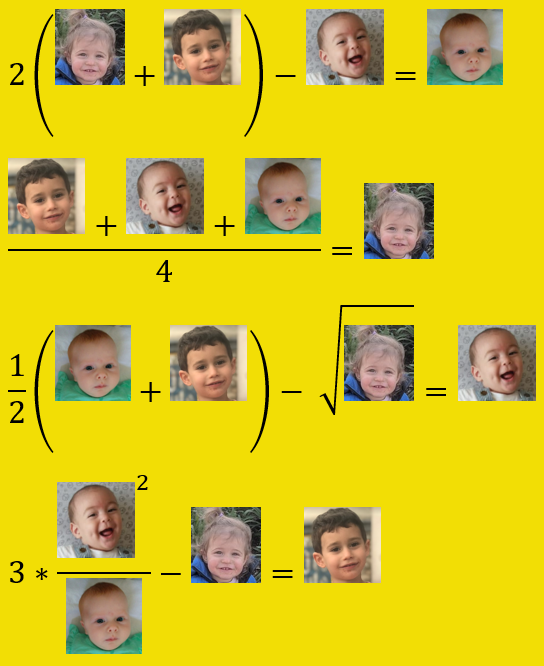 2( + ) − =
+ + / 4 =
1/2( + ) − √ =
3 * ² / − =